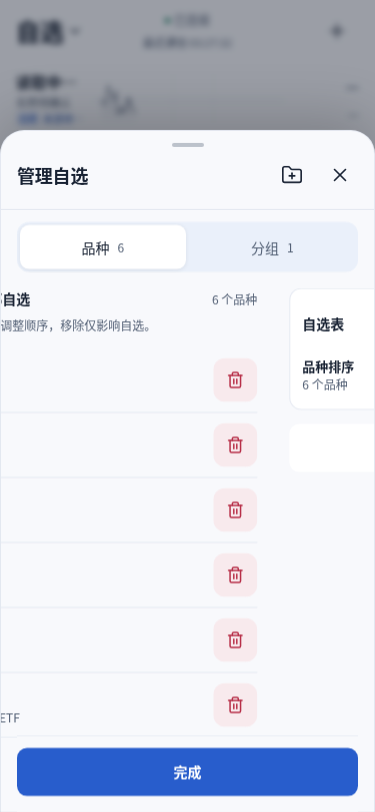 自选
管理自选
品种 6
分组 1
自选
6 个品种
调整顺序，移除仅影响自选。
自选表
品种排序
6 个品种
ETF
完成